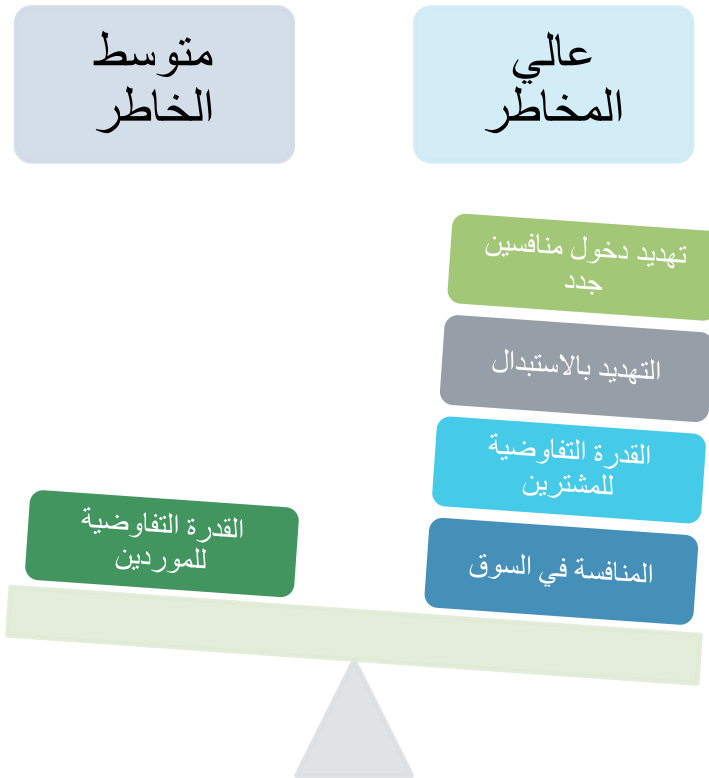 عالي
المخاطر
متوسط
الخاطر
تهديد دخول منافسين
جدد
التهديد بالاستبدال
القدرة التفاوضية
للمشترين
المنافسة في السوق
القدرة التفاوضية
للموردين